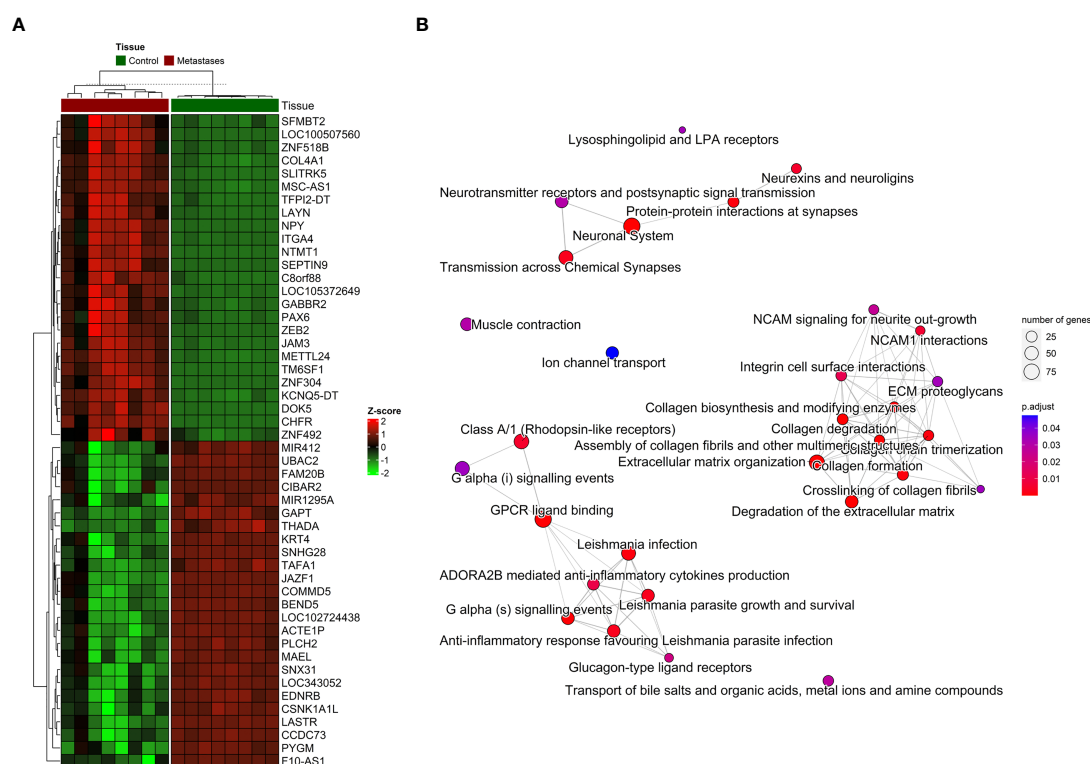 A
B
Tissue
Control
Metastases
Tissue
SFMBT2
LOC100507560
ZNF518B
COL4A1
SLITRK5
MSC-AS1
TFPI2-DT
LAYN
NPY
ITGA4
NTMT1
SEPTIN9
C8orf88
LOC105372649
GABBR2
PAX6
ZEB2
JAM3
METTL24
TM6SF1
ZNF304
KCNQ5-DT
DOK5
CHFR
ZNF492
MIR412
UBAC2
FAM20B
CIBAR2
MIR1295A
GAPT
THADA
KRT4
SNHG28
TAFA1
JAZF1
COMMD5
BEND5
LOC102724438
ACTE1P
PLCH2
MAEL
SNX31
LOC343052
EDNRB
CSNK1A1L
LASTR
CCDC73
PYGM
F10-AS1
Z-score
2
1
0
-1
-2
Lysosphingolipid and LPA receptors
Neurexins and neuroligins
Neurotransmitter receptors and postsynaptic signal transmission
Protein-protein interactions at synapses
Neuronal System
Transmission across Chemical Synapses
Muscle contraction
Ion channel transport
NCAM signaling for neurite out-growth
NCAM1 interactions
Integrin cell surface interactions
ECM proteoglycans
Collagen biosynthesis and modifying enzymes
Collagen degradation
Class A/1 (Rhodopsin-like receptors)
Assembly of collagen fibrils and other multimeric structures
Collagen chain trimerization
Extracellular matrix organization
Collagen formation
G alpha (i) signalling events
Crosslinking of collagen fibrils
GPCR ligand binding
Degradation of the extracellular matrix
Leishmania infection
ADORA2B mediated anti-inflammatory cytokines production
G alpha (s) signalling events
Leishmania parasite growth and survival
Anti-inflammatory response favouring Leishmania parasite infection
Glucagon-type ligand receptors
Transport of bile salts and organic acids, metal ions and amine compounds
number of genes
25
50
75
p.adjust
0.04
0.03
0.02
0.01